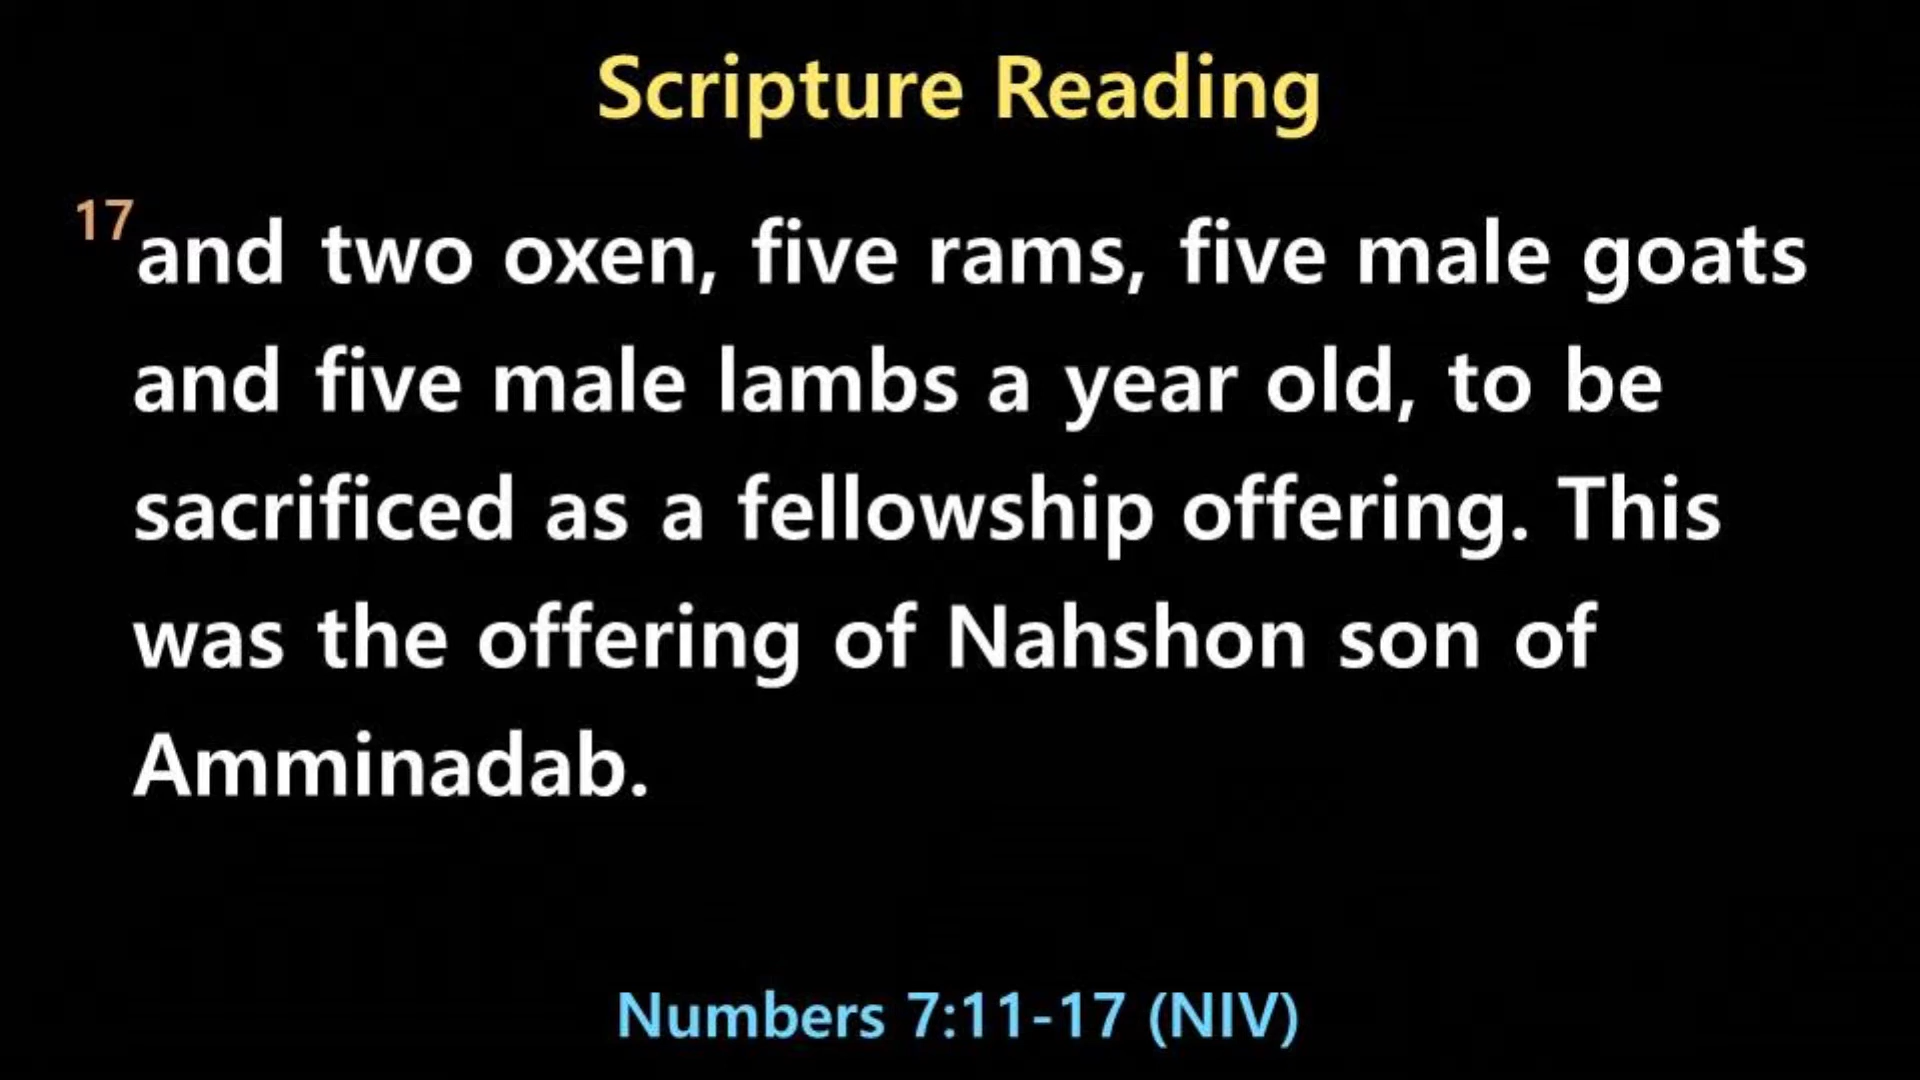 Scripture Reading
17and two oxen, five rams, five male goats
and five male lambs a year old, to be
sacrificed as a fellowship offering. This
was the offering of Nahshon son of
Amminadab.
Numbers 7:11-17 (NIV)